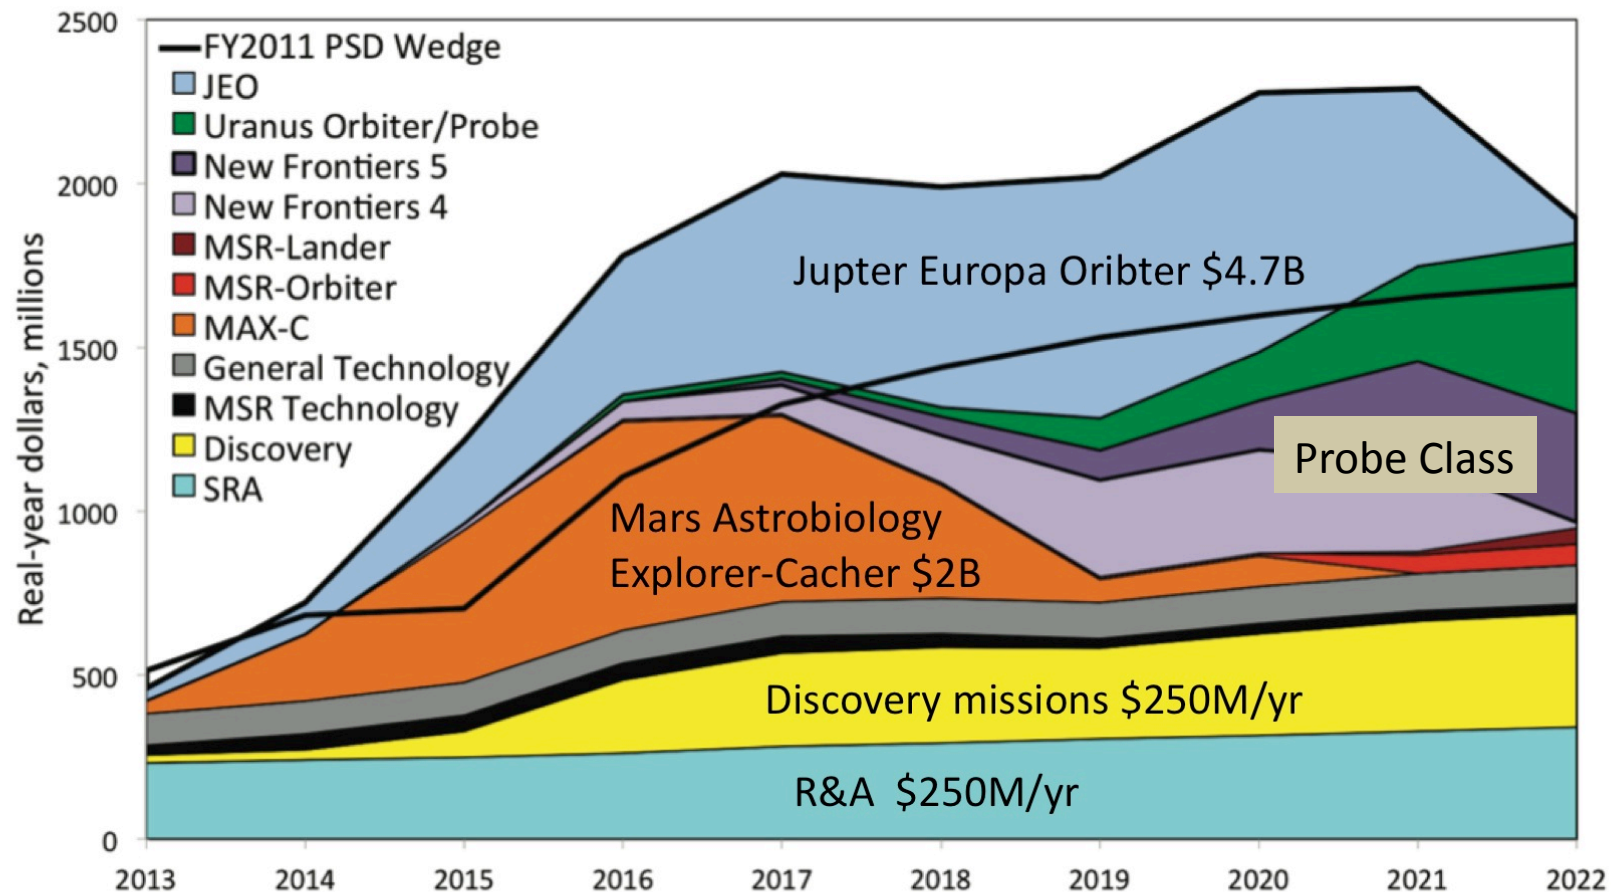 Real-year dollars, millions
2500
2000
1500
1000
500
0
FY2011 PSD Wedge
JEO
Uranus Orbiter/Probe
New Frontiers 5
New Frontiers 4
MSR-Lander
MSR-Orbiter
MAX-C
General Technology
MSR Technology
Discovery
SRA
Jupter Europa Oribter $4.7B
Probe Class
Mars Astrobiology
Explorer-Cacher $2B
Discovery missions $250M/yr
R&A $250M/yr
2013 2014 2015 2016 2017 2018 2019 2020 2021 2022